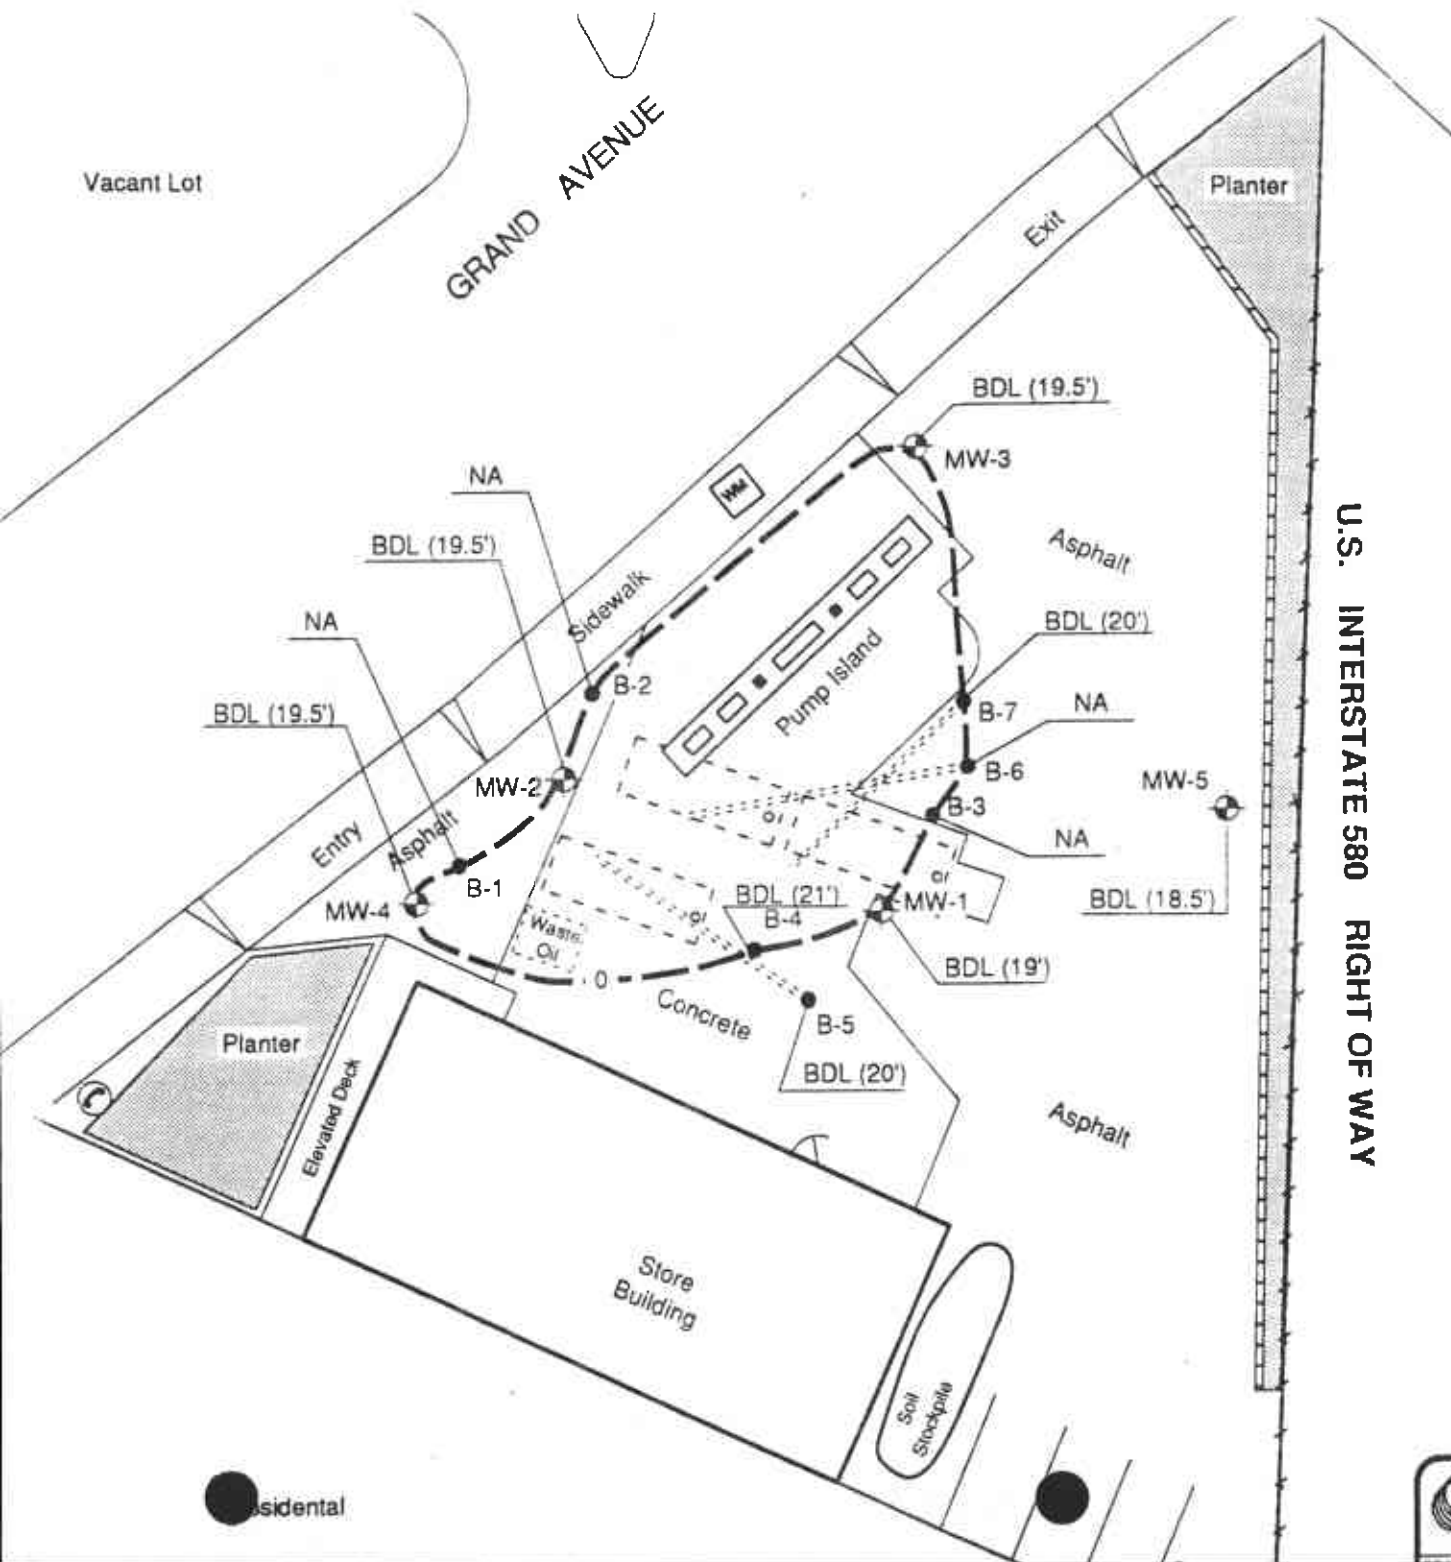 Vacant Lot
GRAND AVENUE
Planter
Exit
BDL (19.5')
MW-3
NA
WM
BDL (19.5')
Asphalt
U.S. INTERSTATE 580 RIGHT OF WAY
Sidewalk
NA
BDL (20')
Pump Island
B-2
BDL (19.5')
B-7
NA
B-6
MW-2
MW-5
B-3
Entry
Asphalt
NA
B-1
BDL (21')
MW-1
BDL (18.5')
MW-4
B-4
Waste
Oil
BDL (19')
0
Concrete
B-5
Planter
BDL (20')
Elevated Deck
Asphalt
Store
Building
Soil
Stockpile
sidental